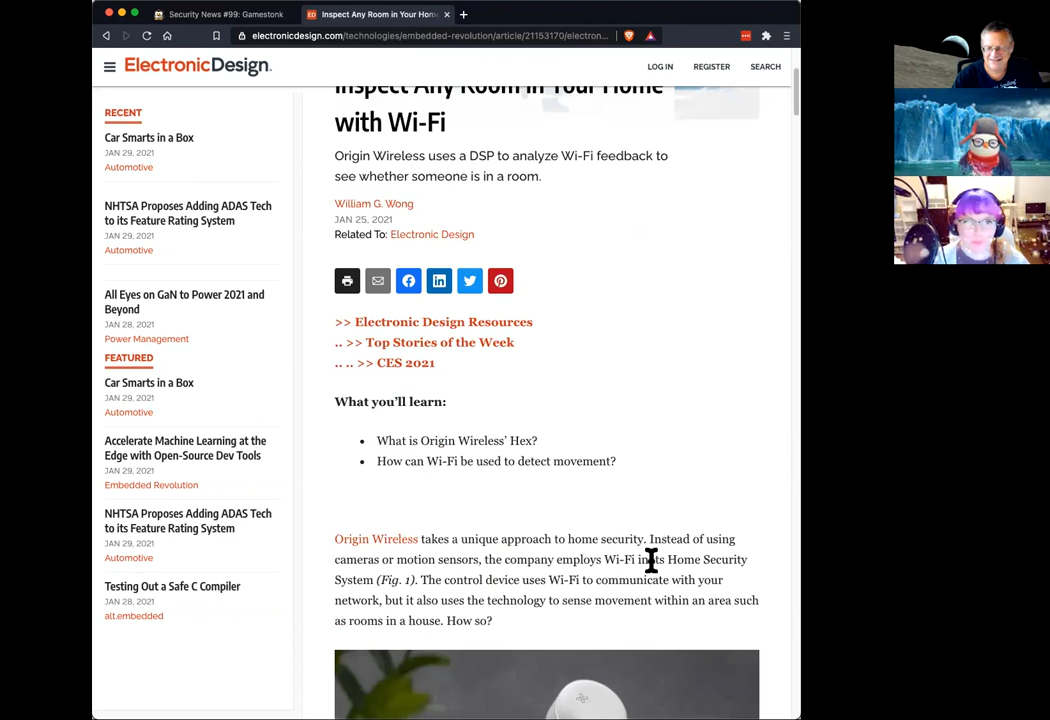 Security News #99: Gamestonk
ED Inspect Any Room in Your Hom
electronicdesign.com/technologies/embedded-revolution/article/21153170/electron...
ElectronicDesign.
LOG IN
REGISTER
SEARCH
RECENT
Car Smarts in a Box
JAN 29, 2021
Automotive
NHTSA Proposes Adding ADAS Tech
to its Feature Rating System
JAN 29, 2021
Automotive
All Eyes on GaN to Power 2021 and
Beyond
JAN 28, 2021
Power Management
FEATURED
Car Smarts in a Box
JAN 29, 2021
Automotive
Accelerate Machine Learning at the
Edge with Open-Source Dev Tools
JAN 29, 2021
Embedded Revolution
NHTSA Proposes Adding ADAS Tech
to its Feature Rating System
JAN 29, 2021
Automotive
Testing Out a Safe C Compiler
JAN 28, 2021
alt.embedded
Inspect Any Room in Your Home
with Wi-Fi
Origin Wireless uses a DSP to analyze Wi-Fi feedback to
see whether someone is in a room.
William G. Wong
JAN 25, 2021
Related To: Electronic Design
>> Electronic Design Resources
.. >> Top Stories of the Week
.. .. >> CES 2021
What you'll learn:
• What is Origin Wireless' Hex?
• How can Wi-Fi be used to detect movement?
Origin Wireless takes a unique approach to home security. Instead of using
cameras or motion sensors, the company employs Wi-Fi in its Home Security
System (Fig. 1). The control device uses Wi-Fi to communicate with your
network, but it also uses the technology to sense movement within an area such
as rooms in a house. How so?